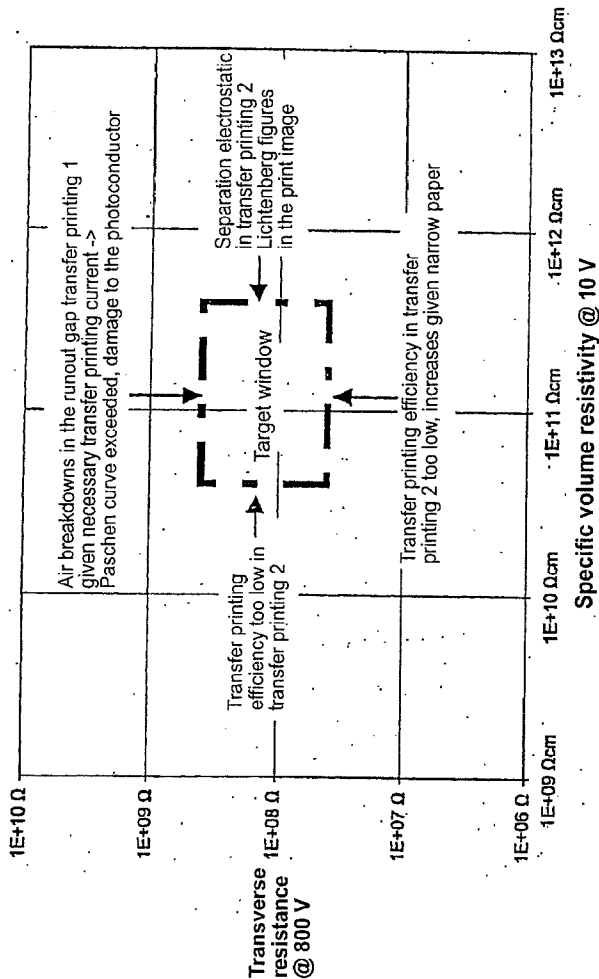 Air breakdowns in the runout gap transfer printing 1
given necessary transfer printing current ->
Paschen curve exceeded, damage to the photoconductor
1E+10 Ω
1E+09 Ω
1E+08 Ω
1E+07 Ω
1E+06 Ω
Transverse
resistance
@ 800 V
Transfer printing
efficiency too low in
transfer printing 2
Target window
Separation electrostatic
in transfer printing 2
Lichtenberg figures
in the print image
Transfer printing efficiency in transfer
printing 2 too low, increases given narrow paper
1E+09 Ωcm
1E+10 Ωcm
1E+11 Ωcm
1E+12 Ωcm
1E+13 Ωcm
Specific volume resistivity @ 10 V